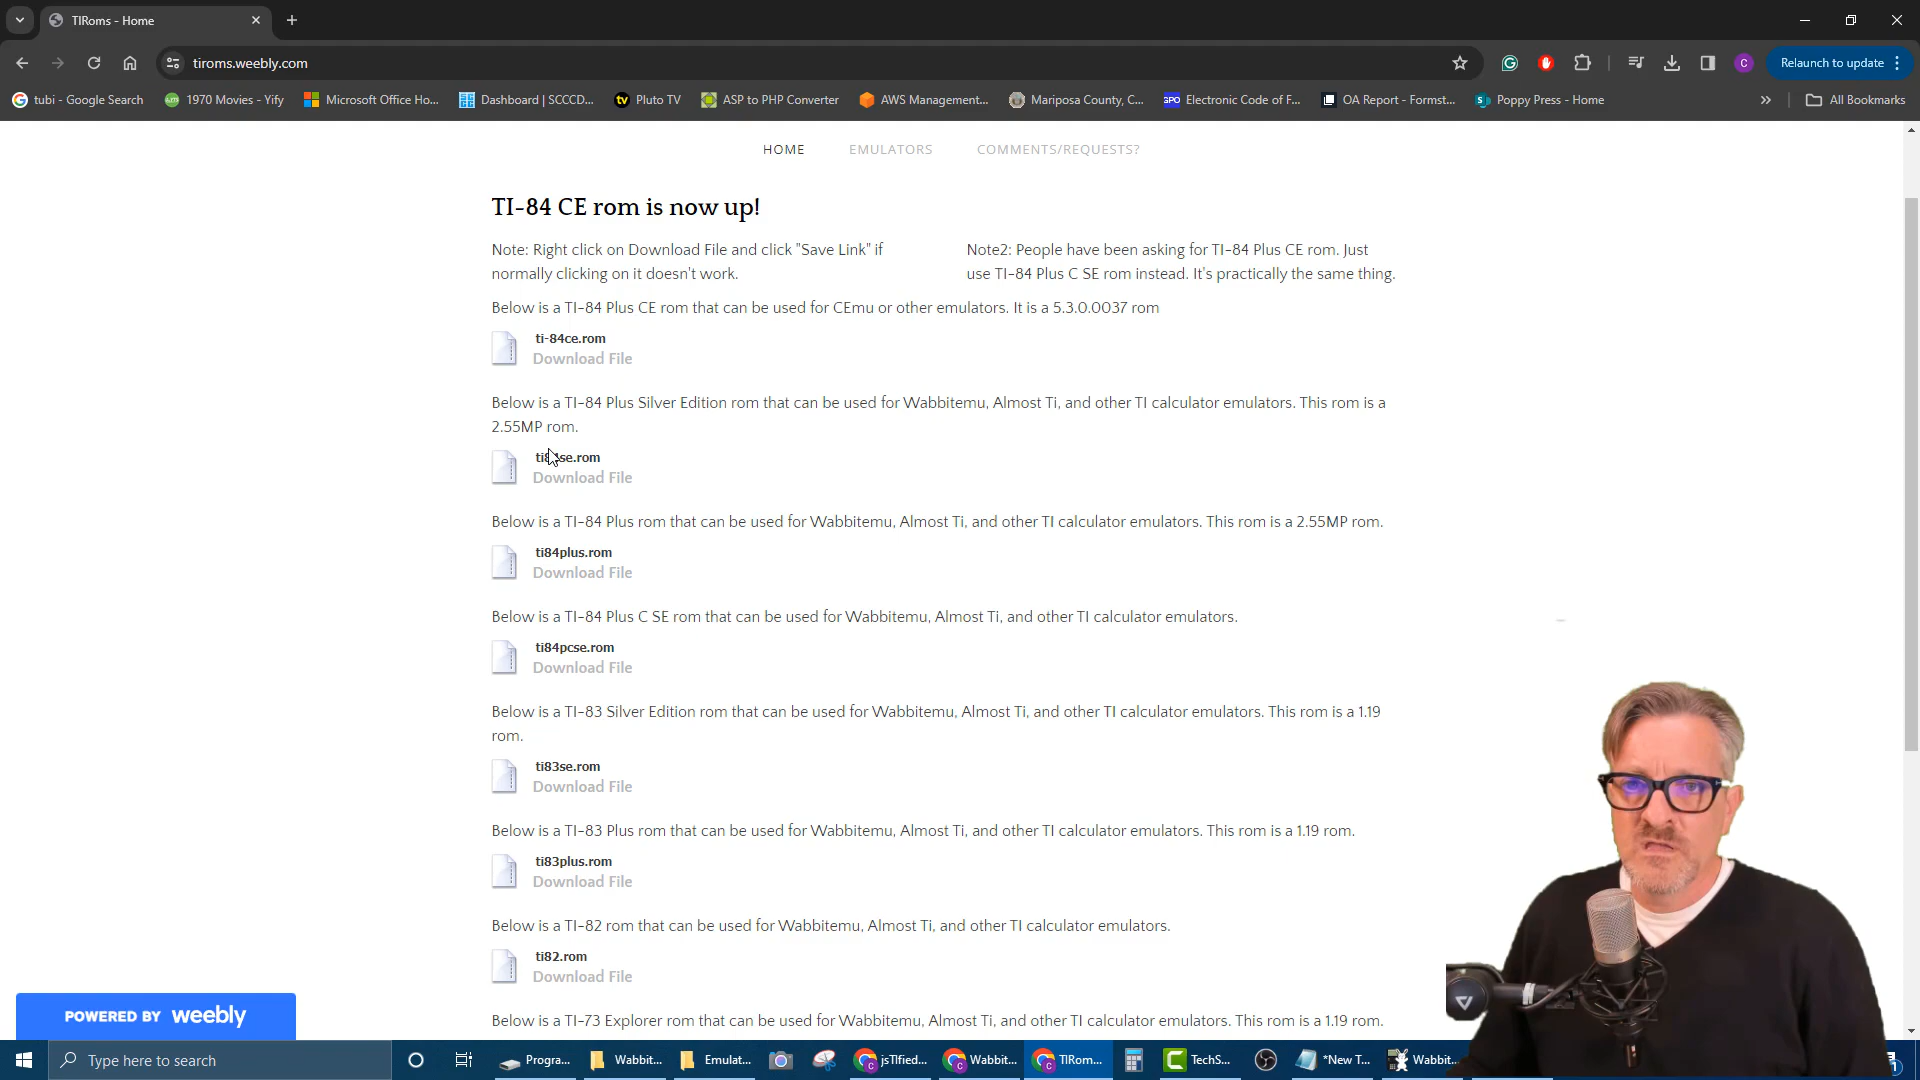 TIRoms - Home
tiroms.weebly.com
Relaunch to update
C
tubi - Google Search
1970 Movies - Yify
Microsoft Office Ho...
Dashboard | SCCCD...
tv Pluto TV
ASP to PHP Converter
AWS Management...
Mariposa County, C...
GPO Electronic Code of F...
OA Report - Formst...
Poppy Press - Home
All Bookmarks
HOME
EMULATORS
COMMENTS/REQUESTS?
TI-84 CE rom is now up!
Note: Right click on Download File and click "Save Link" if
normally clicking on it doesn't work.
Note2: People have been asking for TI-84 Plus CE rom. Just
use TI-84 Plus C SE rom instead. It's practically the same thing.
Below is a TI-84 Plus CE rom that can be used for CEmu or other emulators. It is a 5.3.0.0037 rom
ti-84ce.rom
Download File
Below is a TI-84 Plus Silver Edition rom that can be used for Wabbitemu, Almost Ti, and other TI calculator emulators. This rom is a
2.55MP rom.
Download File
Below is a TI-84 Plus rom that can be used for Wabbitemu, Almost Ti, and other TI calculator emulators. This rom is a 2.55MP rom.
ti84plus.rom
Download File
Below is a TI-84 Plus C SE rom that can be used for Wabbitemu, Almost Ti, and other TI calculator emulators.
ti84pcse.rom
Download File
Below is a TI-83 Silver Edition rom that can be used for Wabbitemu, Almost Ti, and other TI calculator emulators. This rom is a 1.19
rom.
ti83se.rom
Download File
Below is a TI-83 Plus rom that can be used for Wabbitemu, Almost Ti, and other TI calculator emulators. This rom is a 1.19 rom.
ti83plus.rom
Download File
Below is a TI-82 rom that can be used for Wabbitemu, Almost Ti, and other TI calculator emulators.
ti82.rom
Download File
POWERED BY weebly
Below is a TI-73 Explorer rom that can be used for Wabbitemu, Almost Ti, and other TI calculator emulators. This rom is a 1.19 rom.
Type here to search
Progra...
Wabbit...
Emulat...
jsTIfied...
Wabbit...
TIRom...
TechS...
*New T...
Wabbit...